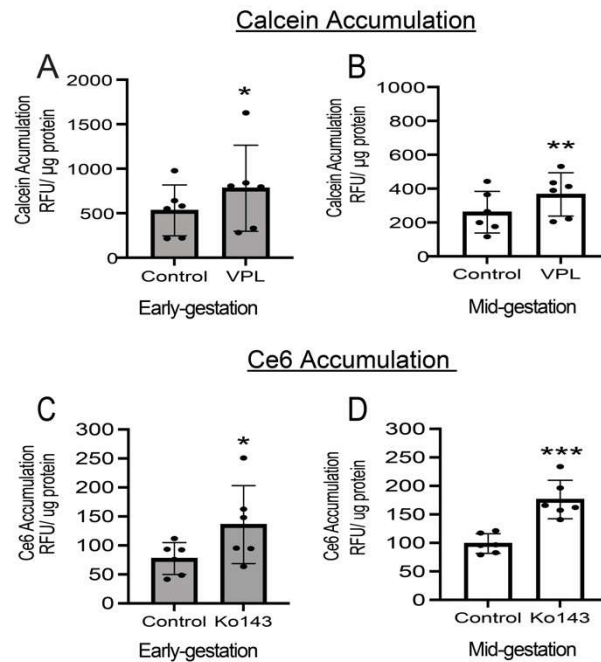 Calcein Accumulation
A
Calcein Acumulation
RFU/ µg protein
2000
1500
1000
500
0
*
Control VPL
Early-gestation
B
Calcein Acumulation
RFU/ µg protein
1000
800
600
400
200
0
**
Control VPL
Mid-gestation
Ce6 Accumulation
C
Ce6 Accumulation
RFU/ ug protein
300
250
200
150
100
50
0
*
Control Ko143
Early-gestation
D
Ce6 Accumulation
RFU/ ug protein
300
250
200
150
100
50
0
***
Control Ko143
Mid-gestation